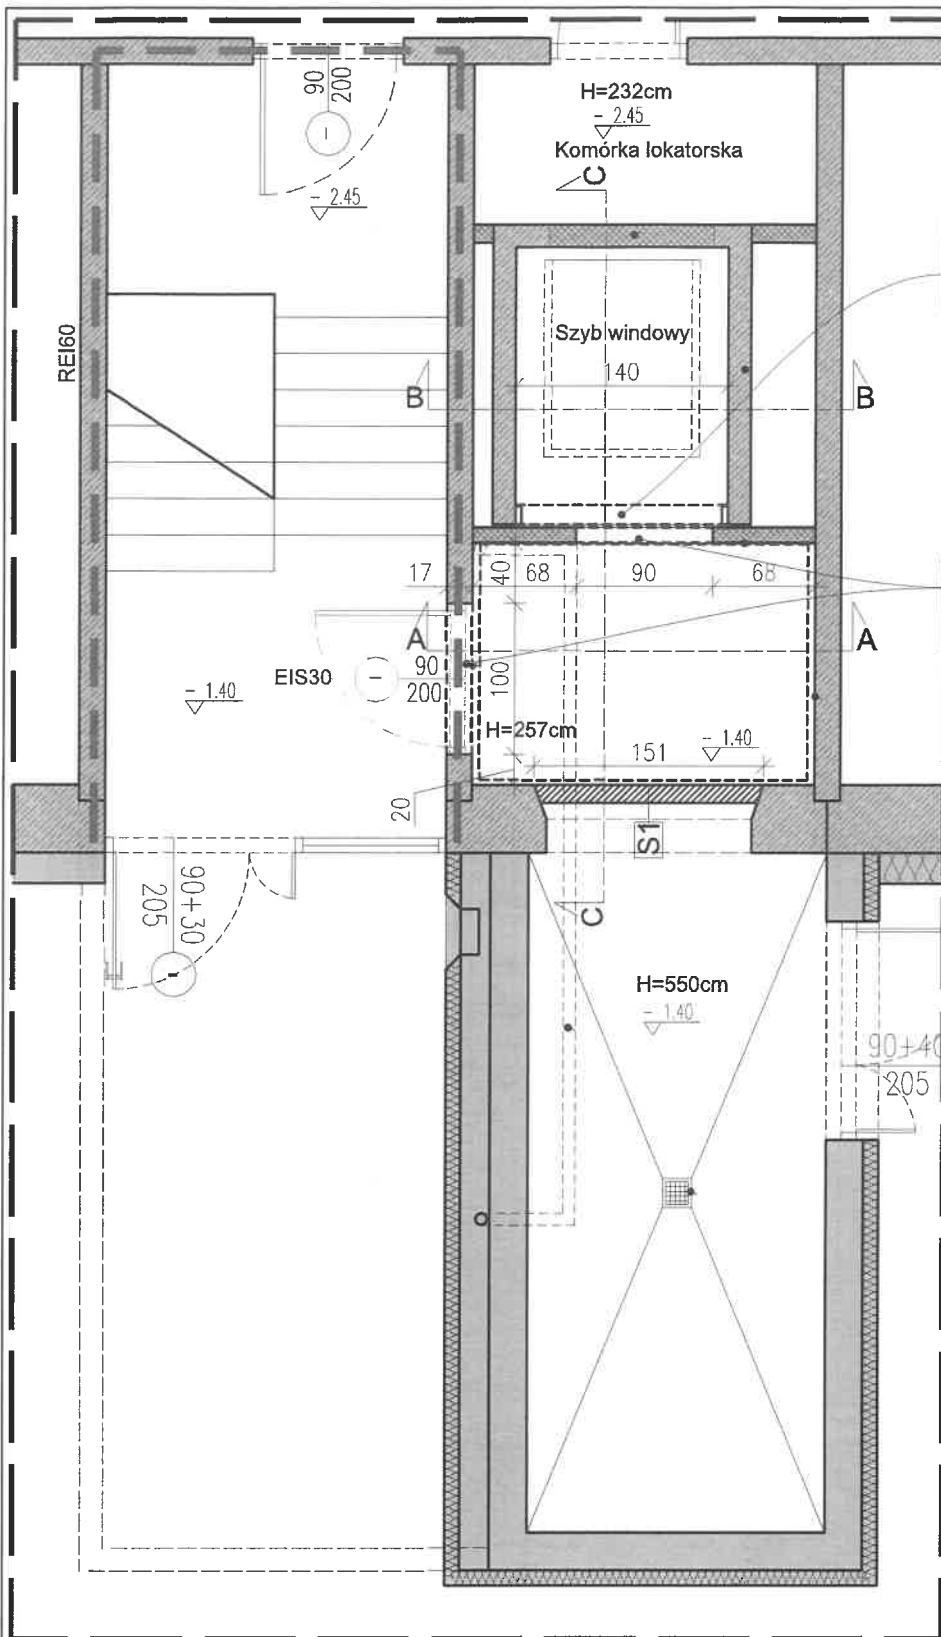 90
200
H=232cm
- 2.45
Komórka lokatorska
C
- 2.45
REI60
Szyb windowy
140
B
B
17
40
68
90
68
A
A
90
200
100
EIS30
- 1.40
H=257cm
- 1.40
151
20
S1
90+30
205
C
H=550cm
- 1.40
90+40
205